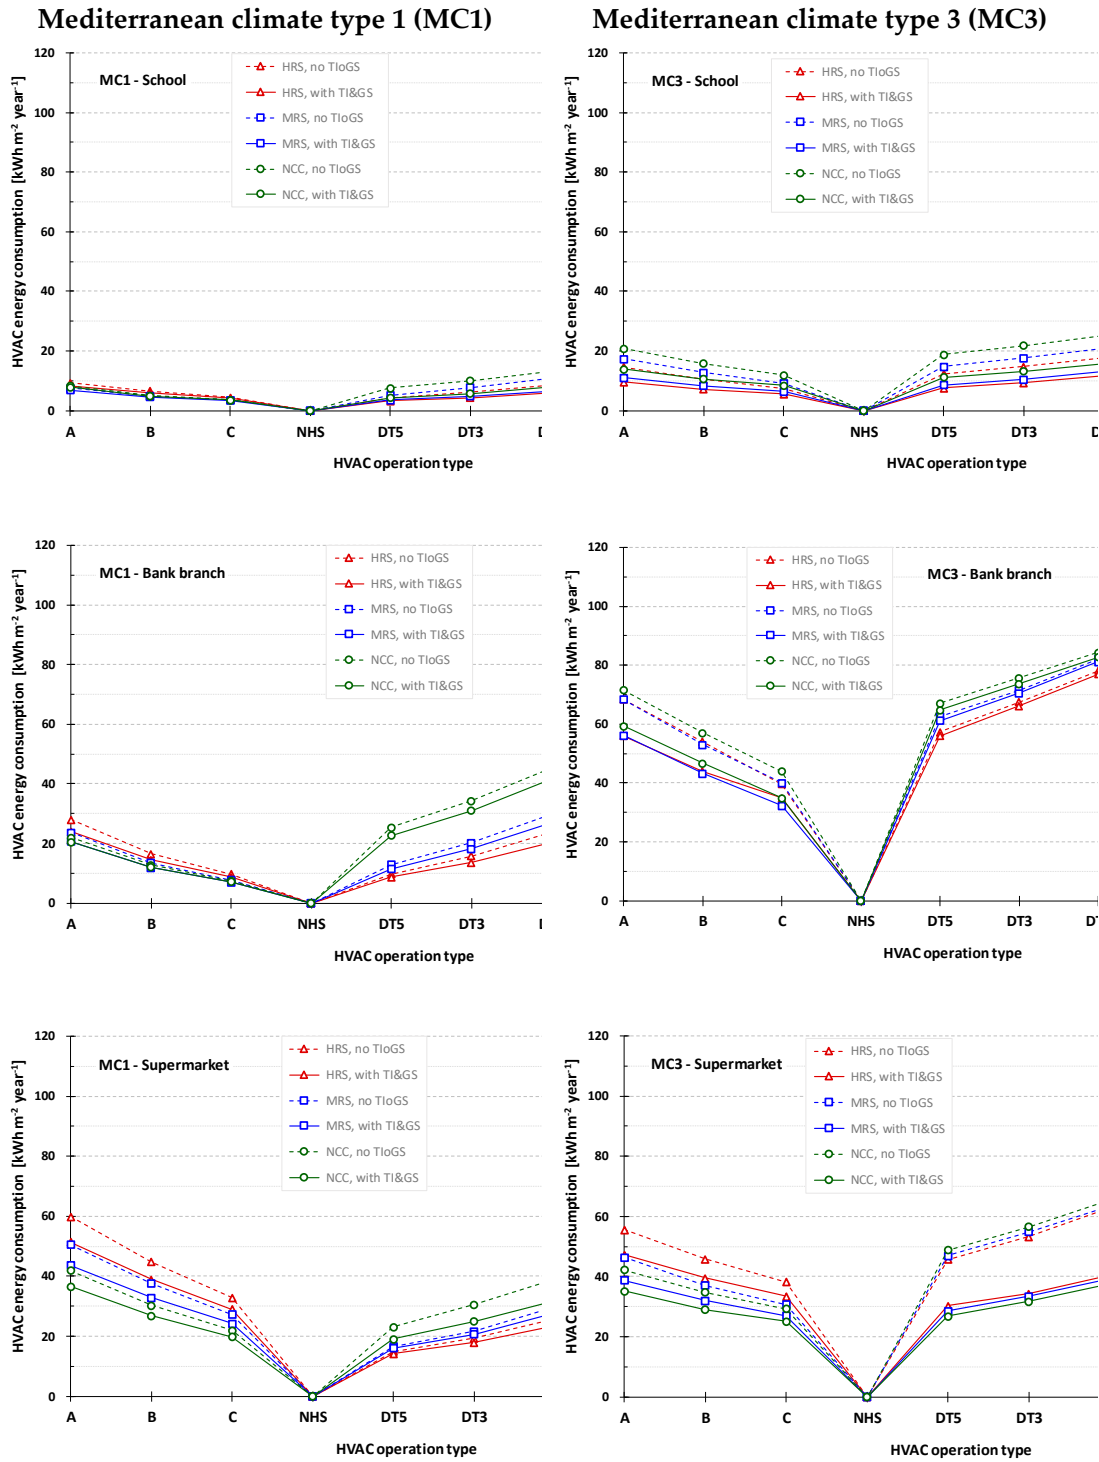 Mediterranean climate type 1 (MC1)
Mediterranean climate type 3 (MC3)
HVAC energy consumption [kWh m⁻² year⁻¹]
120
100
80
60
40
20
0
MC1 - School
HRS, no TIoGS
HRS, with TI&GS
MRS, no TIoGS
MRS, with TI&GS
NCC, no TIoGS
NCC, with TI&GS
A B C NHS DT5 DT3 D
HVAC operation type
HVAC energy consumption [kWh m⁻² year⁻¹]
120
100
80
60
40
20
0
MC3 - School
HRS, no TIoGS
HRS, with TI&GS
MRS, no TIoGS
MRS, with TI&GS
NCC, no TIoGS
NCC, with TI&GS
A B C NHS DT5 DT3 D
HVAC operation type
HVAC energy consumption [kWh m⁻² year⁻¹]
120
100
80
60
40
20
0
MC1 - Bank branch
HRS, no TIoGS
HRS, with TI&GS
MRS, no TIoGS
MRS, with TI&GS
NCC, no TIoGS
NCC, with TI&GS
A B C NHS DT5 DT3
HVAC operation type
HVAC energy consumption [kWh m⁻² year⁻¹]
120
100
80
60
40
20
0
MC3 - Bank branch
HRS, no TIoGS
HRS, with TI&GS
MRS, no TIoGS
MRS, with TI&GS
NCC, no TIoGS
NCC, with TI&GS
A B C NHS DT5 DT3 DT
HVAC operation type
HVAC energy consumption [kWh m⁻² year⁻¹]
120
100
80
60
40
20
0
MC1 - Supermarket
HRS, no TIoGS
HRS, with TI&GS
MRS, no TIoGS
MRS, with TI&GS
NCC, no TIoGS
NCC, with TI&GS
A B C NHS DT5 DT3
HVAC operation type
HVAC energy consumption [kWh m⁻² year⁻¹]
120
100
80
60
40
20
0
MC3 - Supermarket
HRS, no TIoGS
HRS, with TI&GS
MRS, no TIoGS
MRS, with TI&GS
NCC, no TIoGS
NCC, with TI&GS
A B C NHS DT5 DT3
HVAC operation type